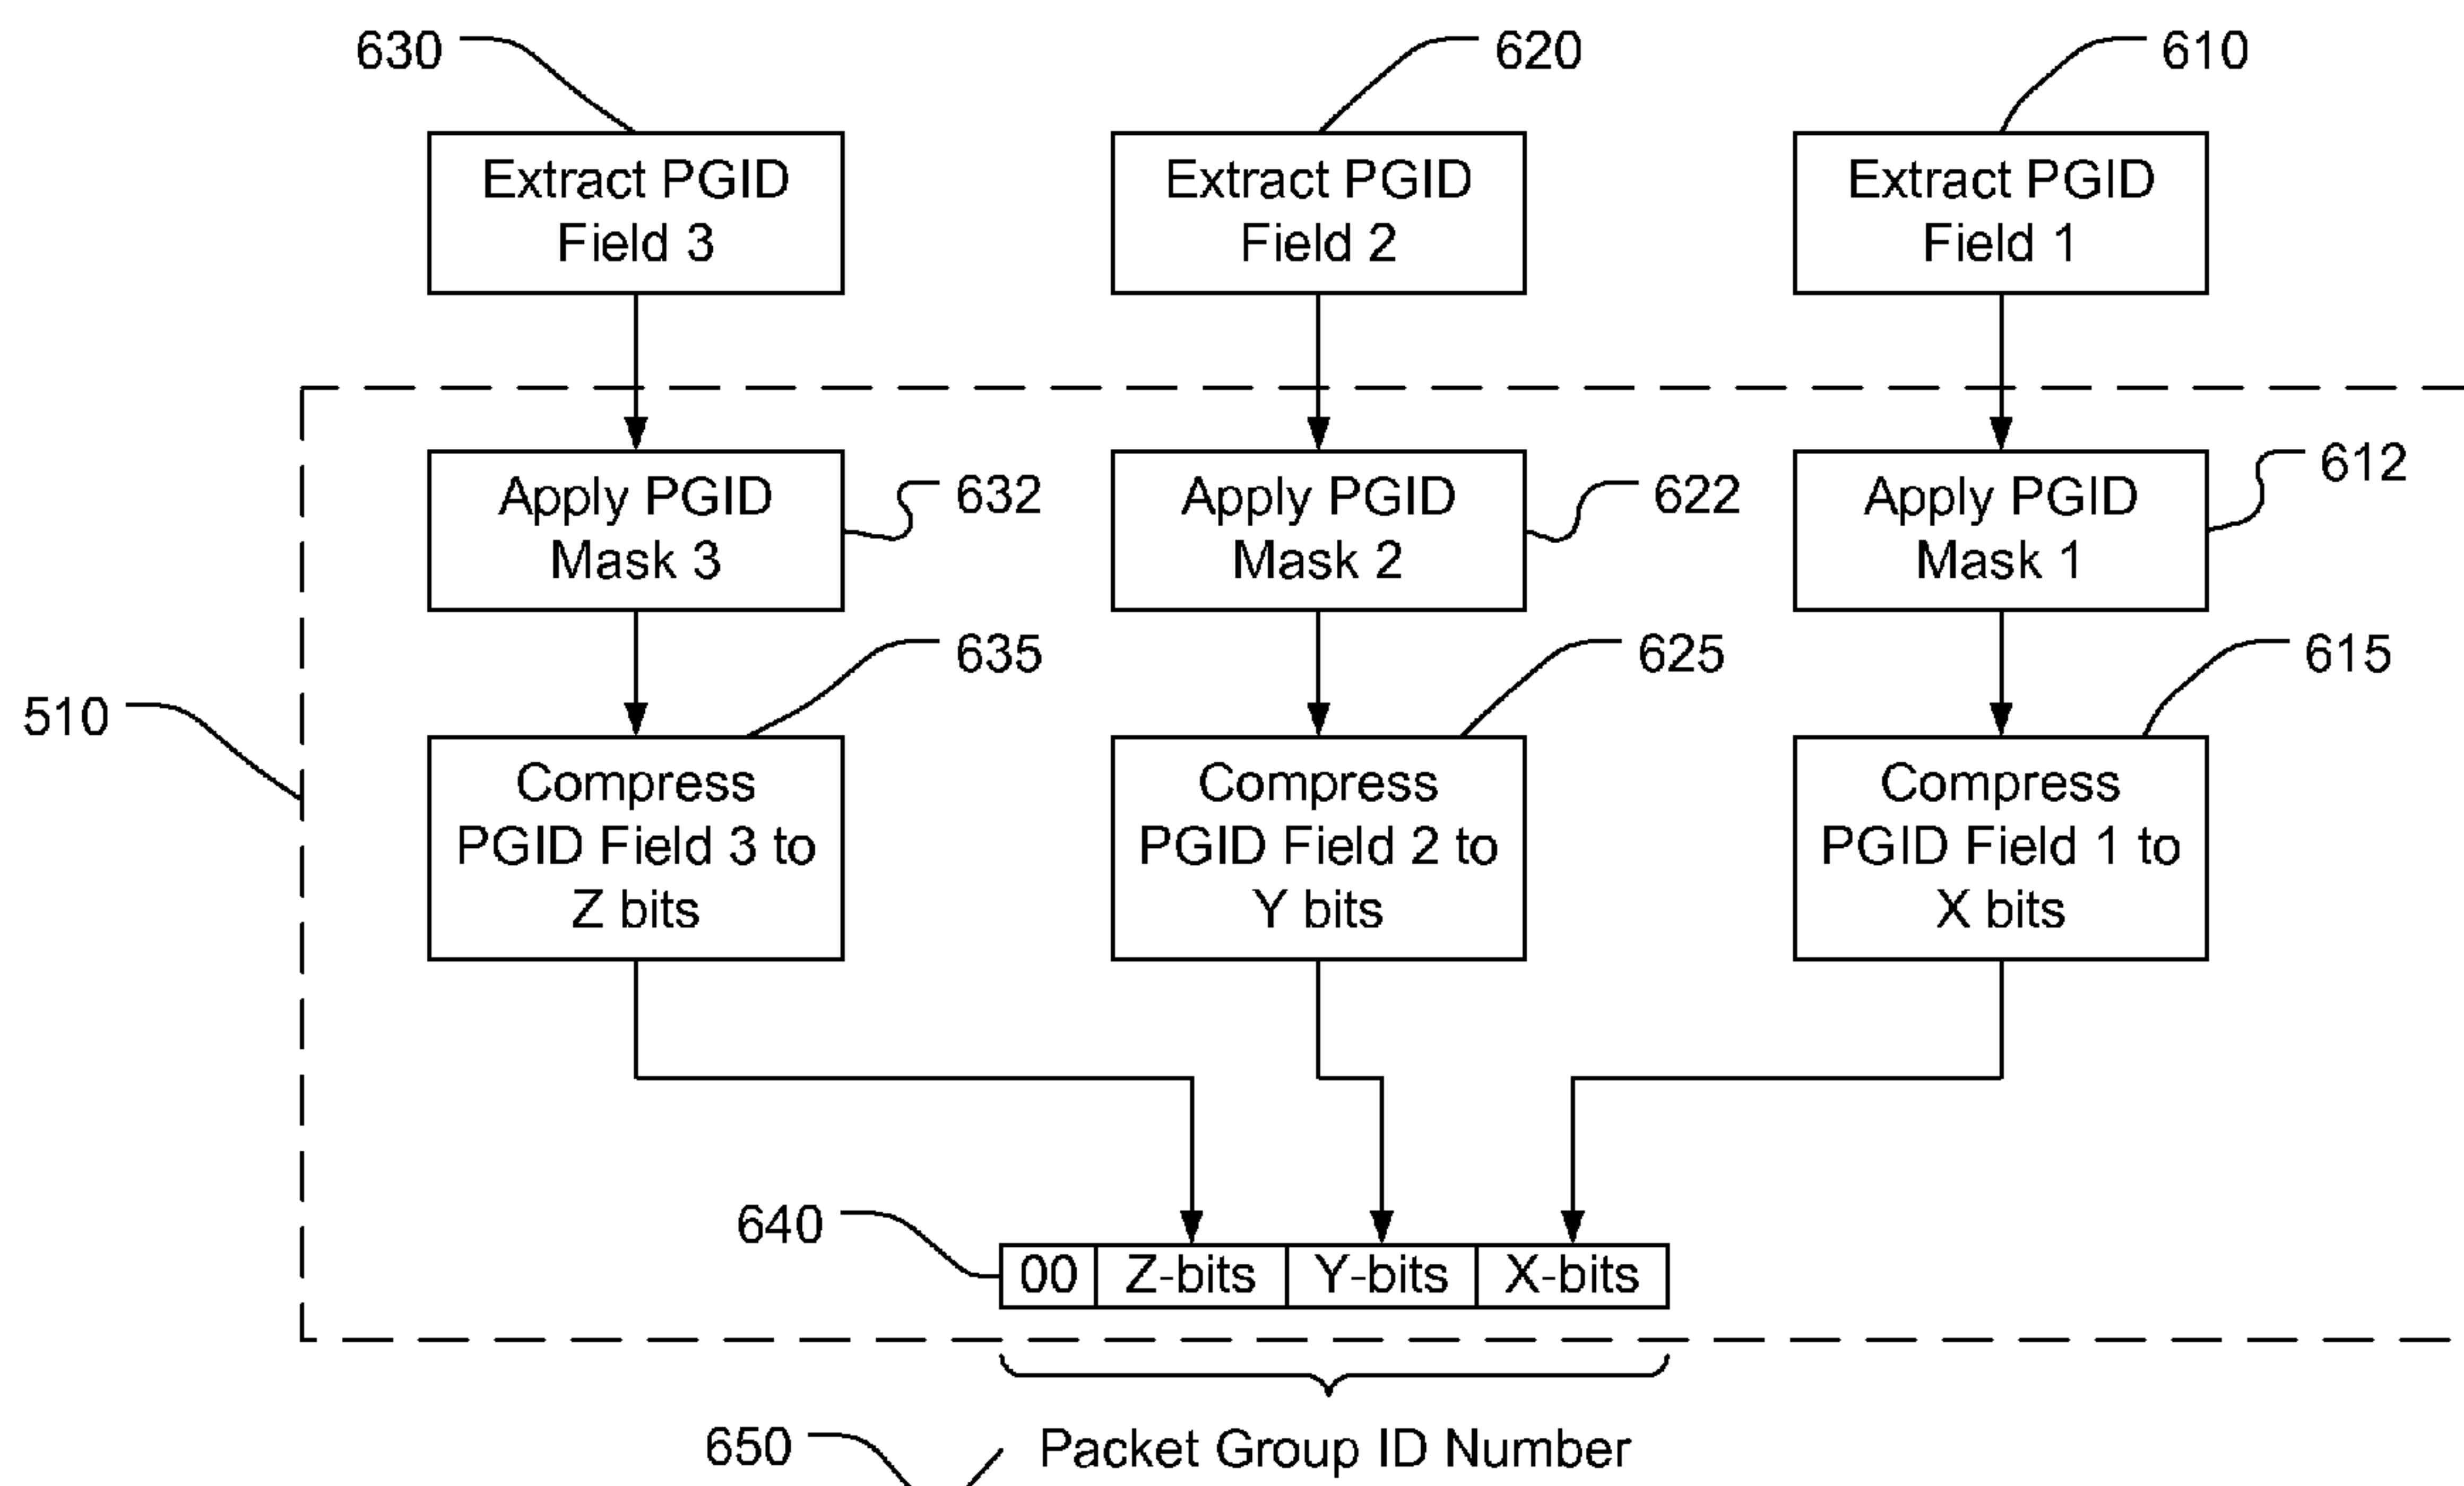 630
620
610
Extract PGID
Field 3
Extract PGID
Field 2
Extract PGID
Field 1
Apply PGID
Mask 3
632
Apply PGID
Mask 2
622
Apply PGID
Mask 1
612
635
625
615
510
Compress
PGID Field 3 to
Z bits
Compress
PGID Field 2 to
Y bits
Compress
PGID Field 1 to
X bits
640
00 Z-bits Y-bits X-bits
650
Packet Group ID Number